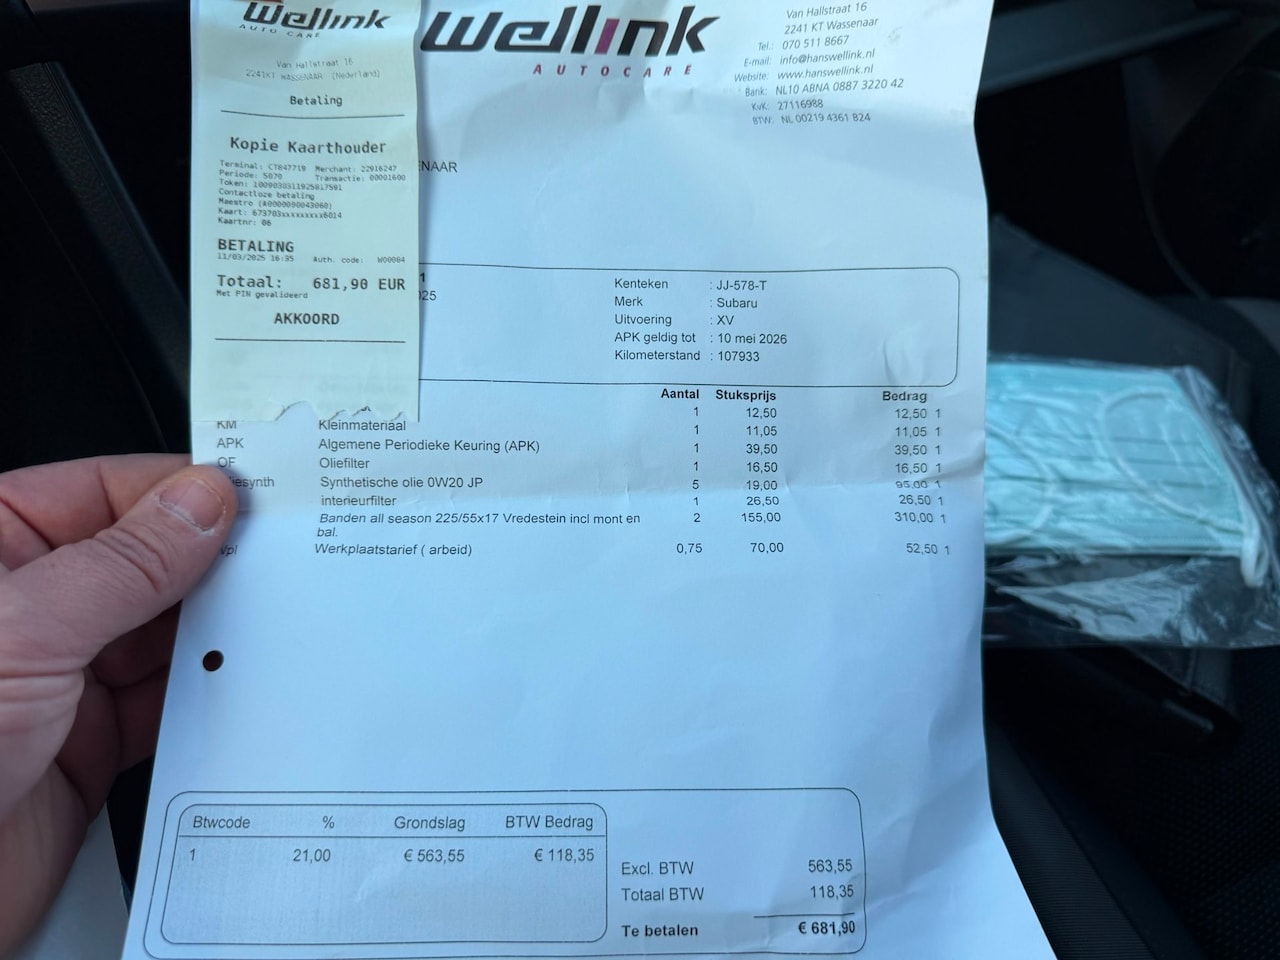 Wellink
AUTO CARE
Van Hallstraat 16
2241KT WASSENAAR (Nederland)
Betaling
Kopie Kaarthouder
Terminal: CT847719 Merchant: 22916247
Periode: 5070 Transactie: 00001600
Token: 1009030311925017501
Contactloze betaling
Maestro (A0000000043060)
Kaart: 673703xxxxxxxxx6014
Kaartnr: 06
BETALING
11/03/2025 16:35 Auth. code: W00004
Totaal: 681,90 EUR
Met PIN gevalideerd
AKKOORD
Wellink
AUTOCARE
Van Hallstraat 16
2241 KT Wassenaar
Tel.: 070 511 8667
E-mail: info@hanswellink.nl
Website: www.hanswellink.nl
Bank: NL10 ABNA 0887 3220 42
KvK: 27116988
BTW: NL 00219 4361 B24
ENAAR
1
025
Kenteken : JJ-578-T
Merk : Subaru
Uitvoering : XV
APK geldig tot : 10 mei 2026
Kilometerstand : 107933
Aantal Stuksprijs Bedrag
1 12,50 12,50 1
KM Kleinmateriaal 1 11,05 11,05 1
APK Algemene Periodieke Keuring (APK) 1 39,50 39,50 1
OF Oliefilter 1 16,50 16,50 1
iesynth Synthetische olie 0W20 JP 5 19,00 95,00 1
interieurfilter 1 26,50 26,50 1
Banden all season 225/55x17 Vredestein incl mont en 2 155,00 310,00 1
bal.
vpl Werkplaatstarief ( arbeid) 0,75 70,00 52,50 1
Btwcode % Grondslag BTW Bedrag
1 21,00 € 563,55 € 118,35
Excl. BTW 563,55
Totaal BTW 118,35
Te betalen € 681,90